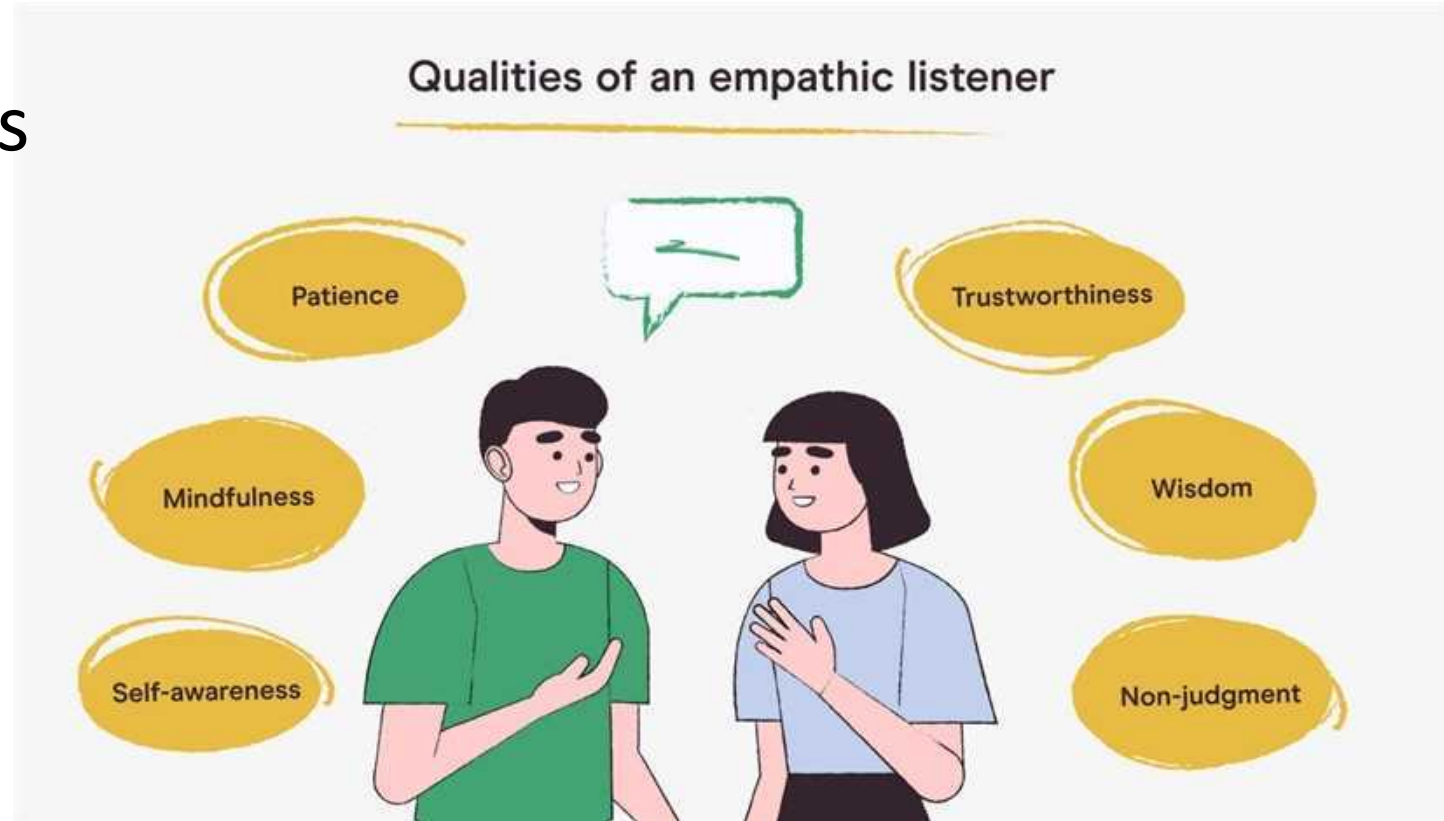 Qualities of an empathic listener
s
Patience
Trustworthiness
Mindfulness
Wisdom
Self-awareness
Non-judgment